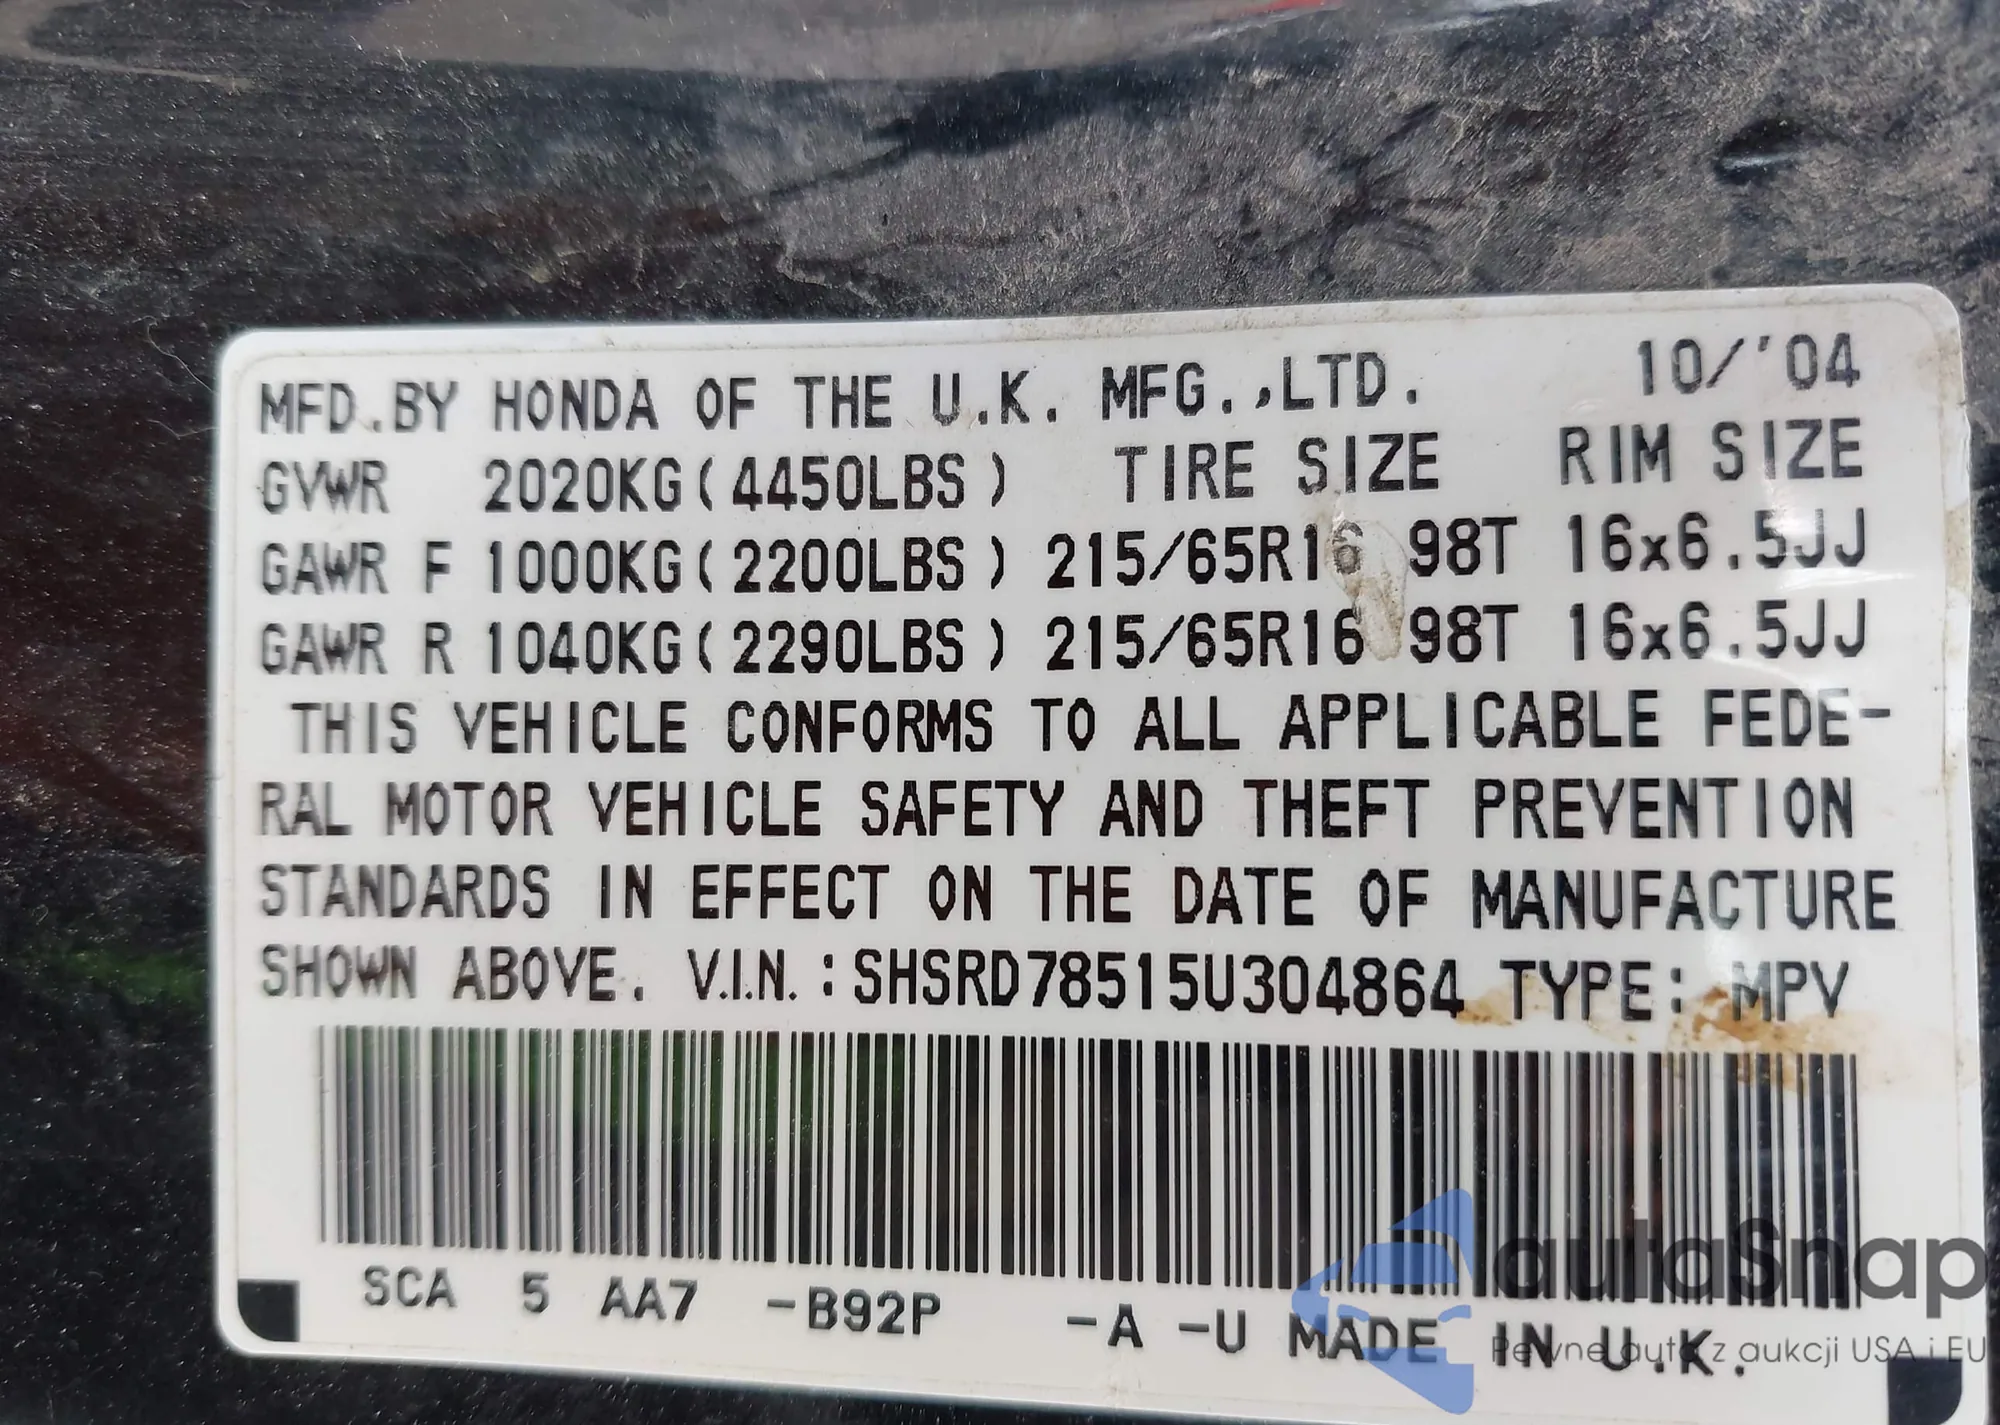 MFD.BY HONDA OF THE U.K. MFG.,LTD. 10/'04
GVWR 2020KG(4450LBS) TIRE SIZE RIM SIZE
GAWR F 1000KG(2200LBS) 215/65R16 98T 16x6.5JJ
GAWR R 1040KG(2290LBS) 215/65R16 98T 16x6.5JJ
THIS VEHICLE CONFORMS TO ALL APPLICABLE FEDE-
RAL MOTOR VEHICLE SAFETY AND THEFT PREVENTION
STANDARDS IN EFFECT ON THE DATE OF MANUFACTURE
SHOWN ABOVE. V.I.N.:SHSRD78515U304864 TYPE: MPV
SCA 5 AA7 -B92P -A -U MADE IN U.K.
autaSnap
Pewne auta z aukcji USA i EU